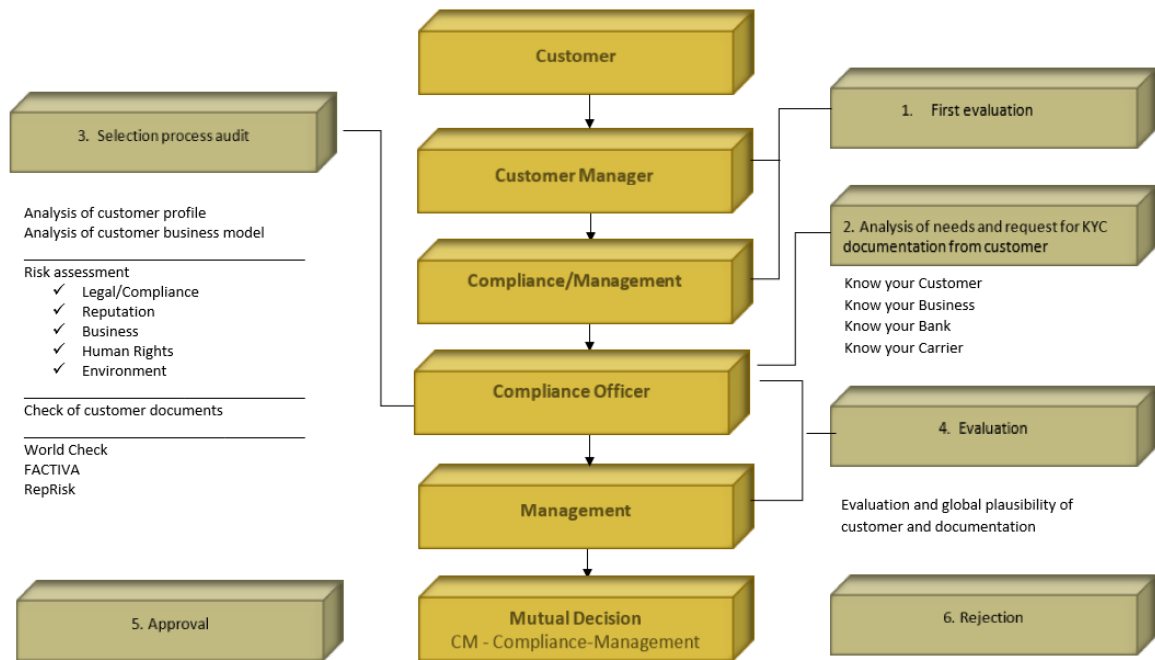 Customer
1. First evaluation
3. Selection process audit
Customer Manager
Analysis of customer profile
Analysis of customer business model
2. Analysis of needs and request for KYC
documentation from customer
Risk assessment
✓ Legal/Compliance
✓ Reputation
✓ Business
✓ Human Rights
✓ Environment
Compliance/Management
Know your Customer
Know your Business
Know your Bank
Know your Carrier
Compliance Officer
Check of customer documents
World Check
FACTIVA
RepRisk
4. Evaluation
Management
Evaluation and global plausibility of
customer and documentation
5. Approval
Mutual Decision
CM - Compliance-Management
6. Rejection